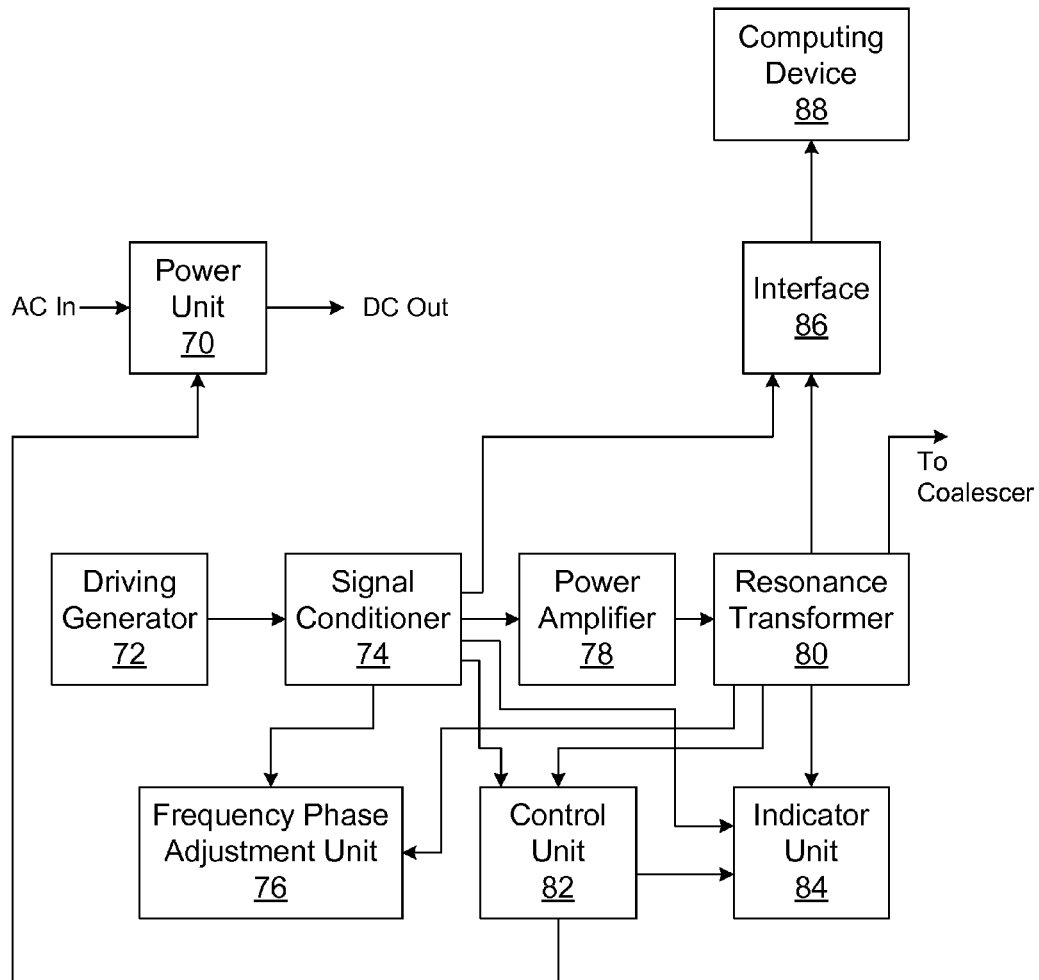 Computing
Device
88
Power
Unit
70
AC In
DC Out
Interface
86
To
Coalescer
Driving
Generator
72
Signal
Conditioner
74
Power
Amplifier
78
Resonance
Transformer
80
Frequency Phase
Adjustment Unit
76
Control
Unit
82
Indicator
Unit
84